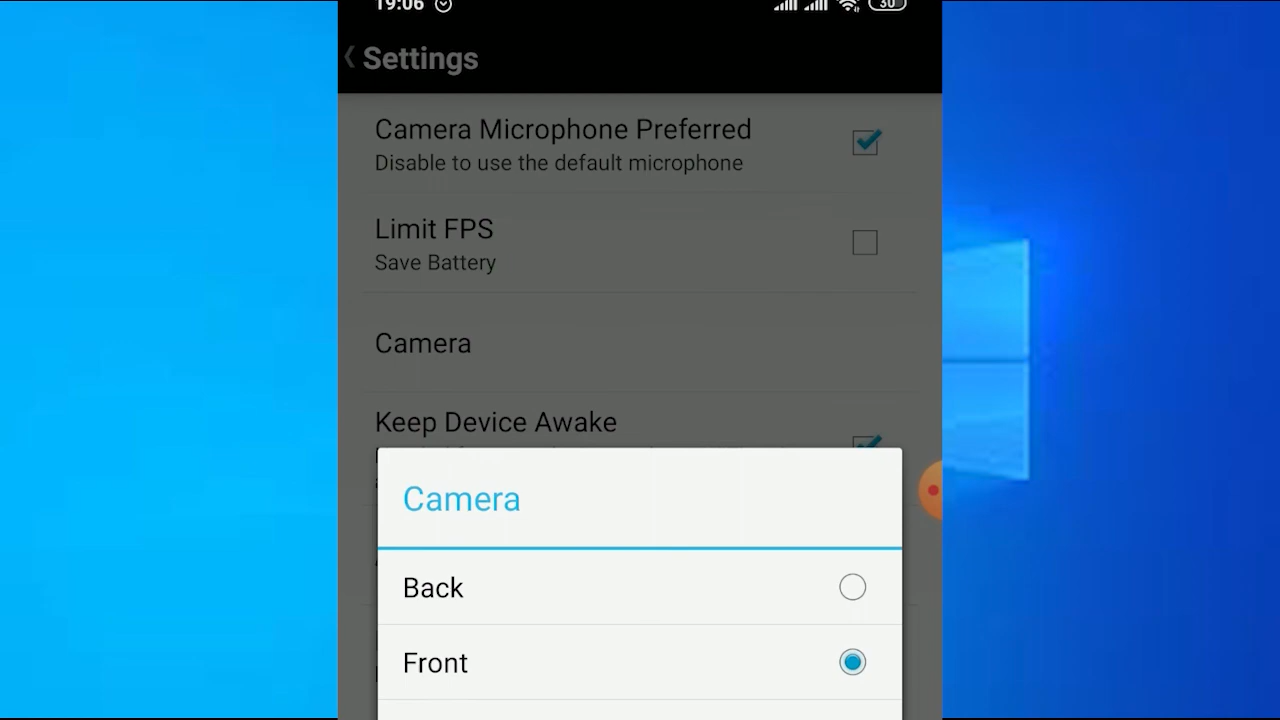 19:06
30
Settings
Camera Microphone Preferred
Disable to use the default microphone
Limit FPS
Save Battery
Camera
Keep Device Awake
Camera
Back
Front